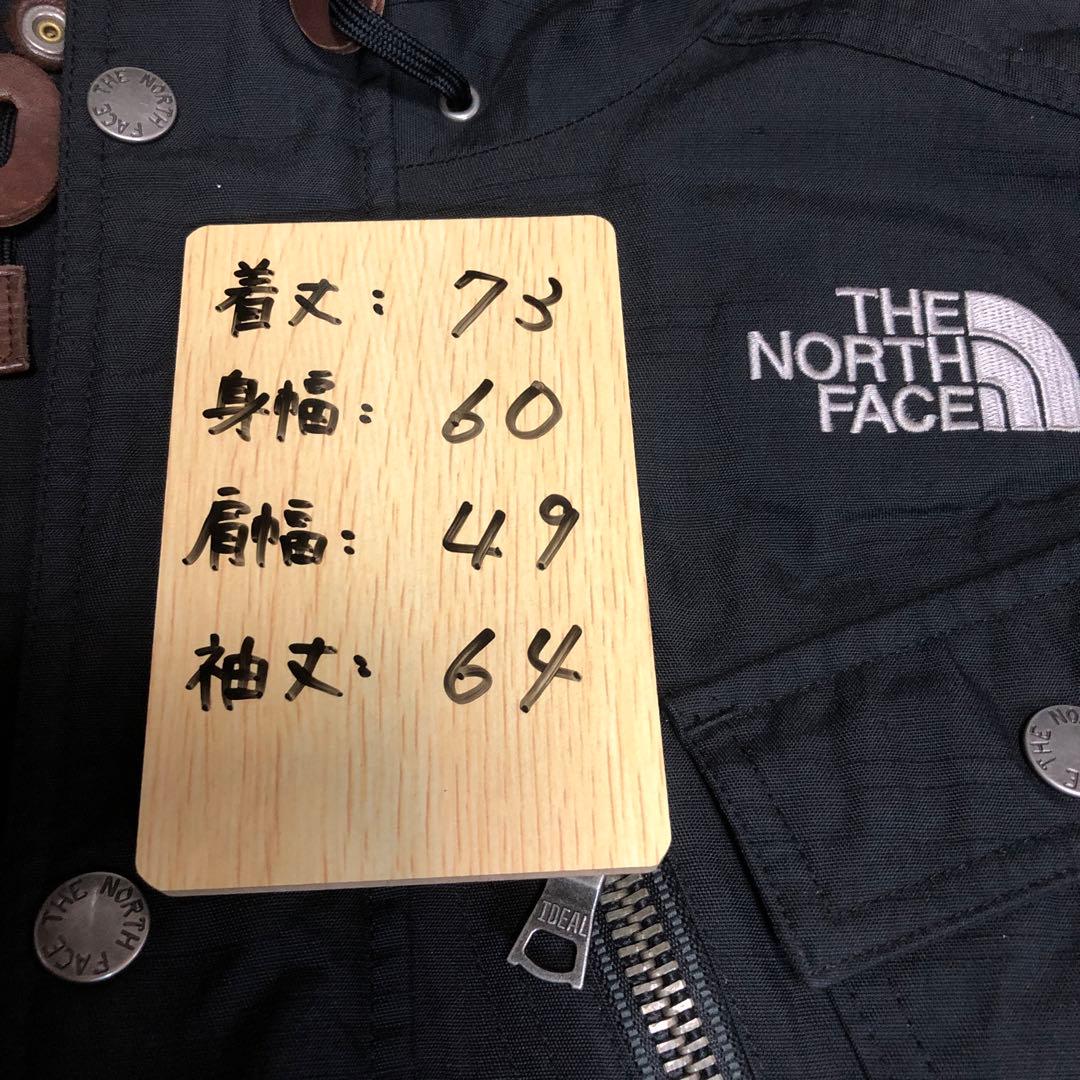 THE NORTH FACE
着丈: 73
身幅: 60
肩幅: 49
袖丈: 64
THE
NORTH
FACE
THE NO
F
THE NORTH FACE
IDEAL